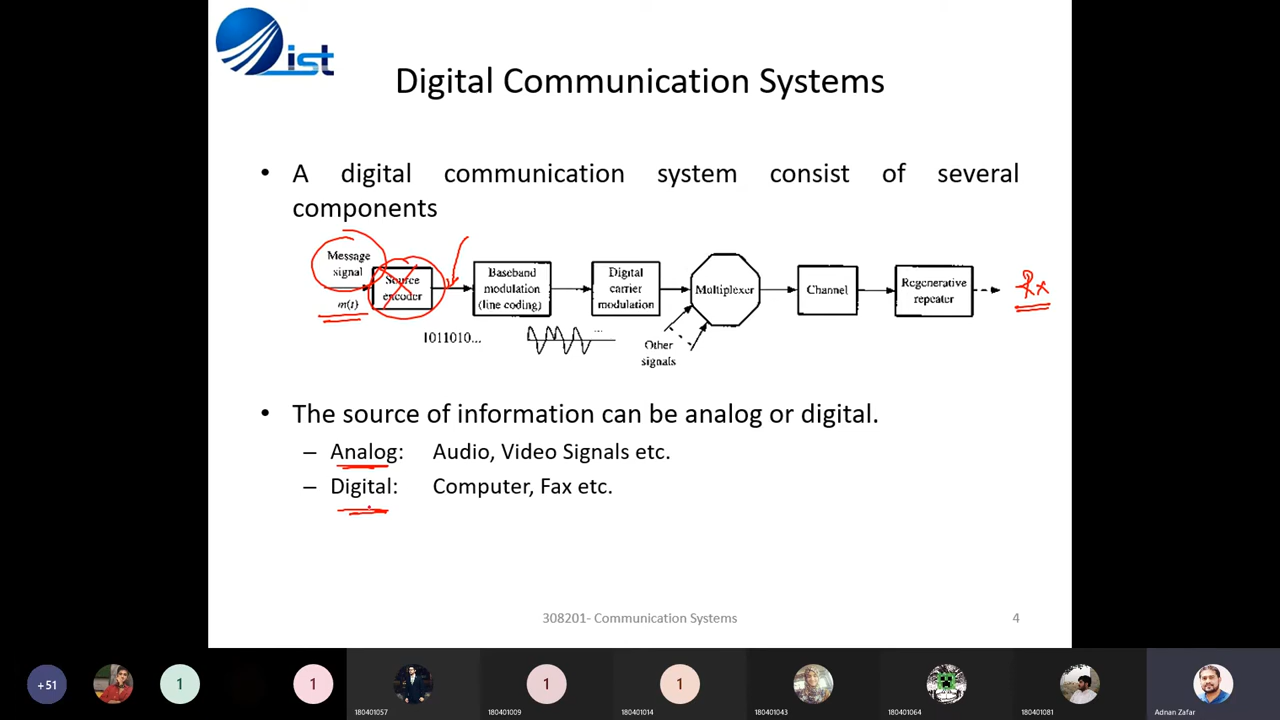 ist
Digital Communication Systems
• A digital communication system consist of several
components
Message
signal
m(t)
Source
encoder
1011010...
Baseband
modulation
(line coding)
Digital
carrier
modulation
...
Multiplexer
Other
signals
Channel
Regenerative
repeater
Rx
• The source of information can be analog or digital.
– Analog: Audio, Video Signals etc.
– Digital: Computer, Fax etc.
308201- Communication Systems
4
+51
1
1
180401057
1
180401009
1
180401014
180401043
180401064
180401081
Adnan Zafar